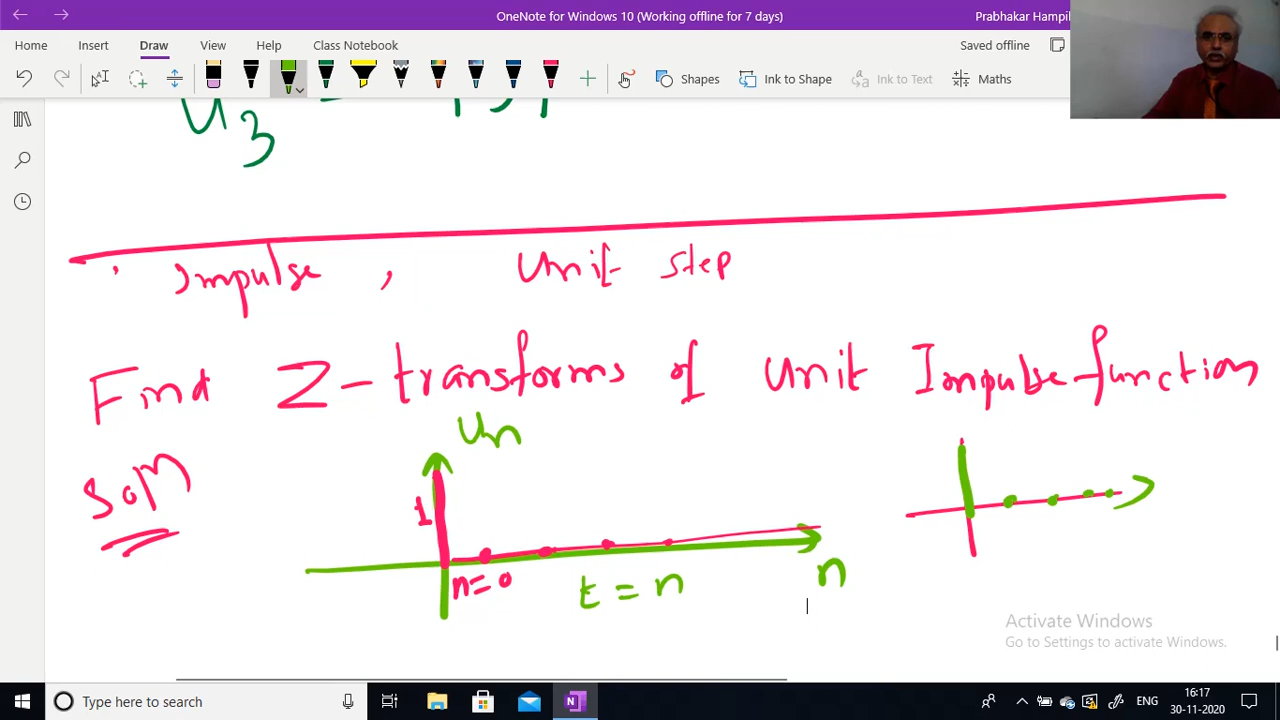 OneNote for Windows 10 (Working offline for 7 days)
Prabhakar Hampil
Home Insert Draw View Help Class Notebook
Saved offline
Shapes Ink to Shape Ink to Text Maths
U3 =
Impulse , Unit step
Find Z-transforms of Unit Impulse function
Un
Soln
1
n=0
t = n
n
Activate Windows
Go to Settings to activate Windows.
Type here to search
ENG
16:17
30-11-2020